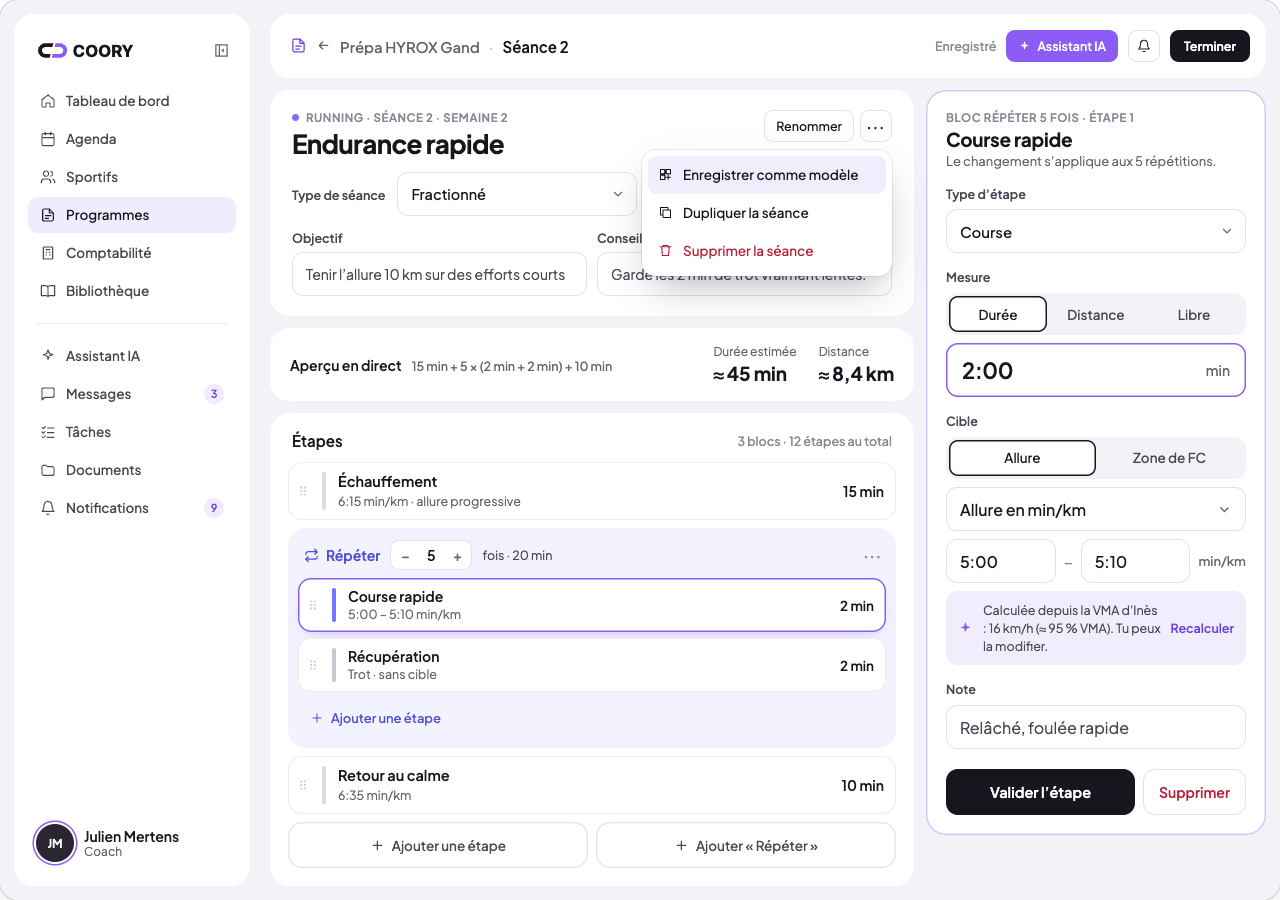 COORY
Tableau de bord
Agenda
Sportifs
Programmes
Comptabilité
Bibliothèque
Assistant IA
Messages 3
Tâches
Documents
Notifications 9
JM
Julien Mertens
Coach
Prépa HYROX Gand · Séance 2
Enregistré
Assistant IA
Terminer
RUNNING · SÉANCE 2 · SEMAINE 2
Endurance rapide
Renommer
Enregistrer comme modèle
Dupliquer la séance
Supprimer la séance
Type de séance
Fractionné
Objectif
Tenir l’allure 10 km sur des efforts courts
Conseil
Garde les 2 min de trot vraiment lentes.
Aperçu en direct
15 min + 5 × (2 min + 2 min) + 10 min
Durée estimée
≈ 45 min
Distance
≈ 8,4 km
Étapes
3 blocs · 12 étapes au total
Échauffement
6:15 min/km · allure progressive
15 min
Répéter
− 5 +
fois · 20 min
Course rapide
5:00 – 5:10 min/km
2 min
Récupération
Trot · sans cible
2 min
+ Ajouter une étape
Retour au calme
6:35 min/km
10 min
+ Ajouter une étape
+ Ajouter « Répéter »
BLOC RÉPÉTER 5 FOIS · ÉTAPE 1
Course rapide
Le changement s’applique aux 5 répétitions.
Type d’étape
Course
Mesure
Durée
Distance
Libre
2:00 min
Cible
Allure
Zone de FC
Allure en min/km
5:00 – 5:10 min/km
Calculée depuis la VMA d’Inès
: 16 km/h (≈ 95 % VMA). Tu peux
la modifier.
Recalculer
Note
Relâché, foulée rapide
Valider l’étape
Supprimer